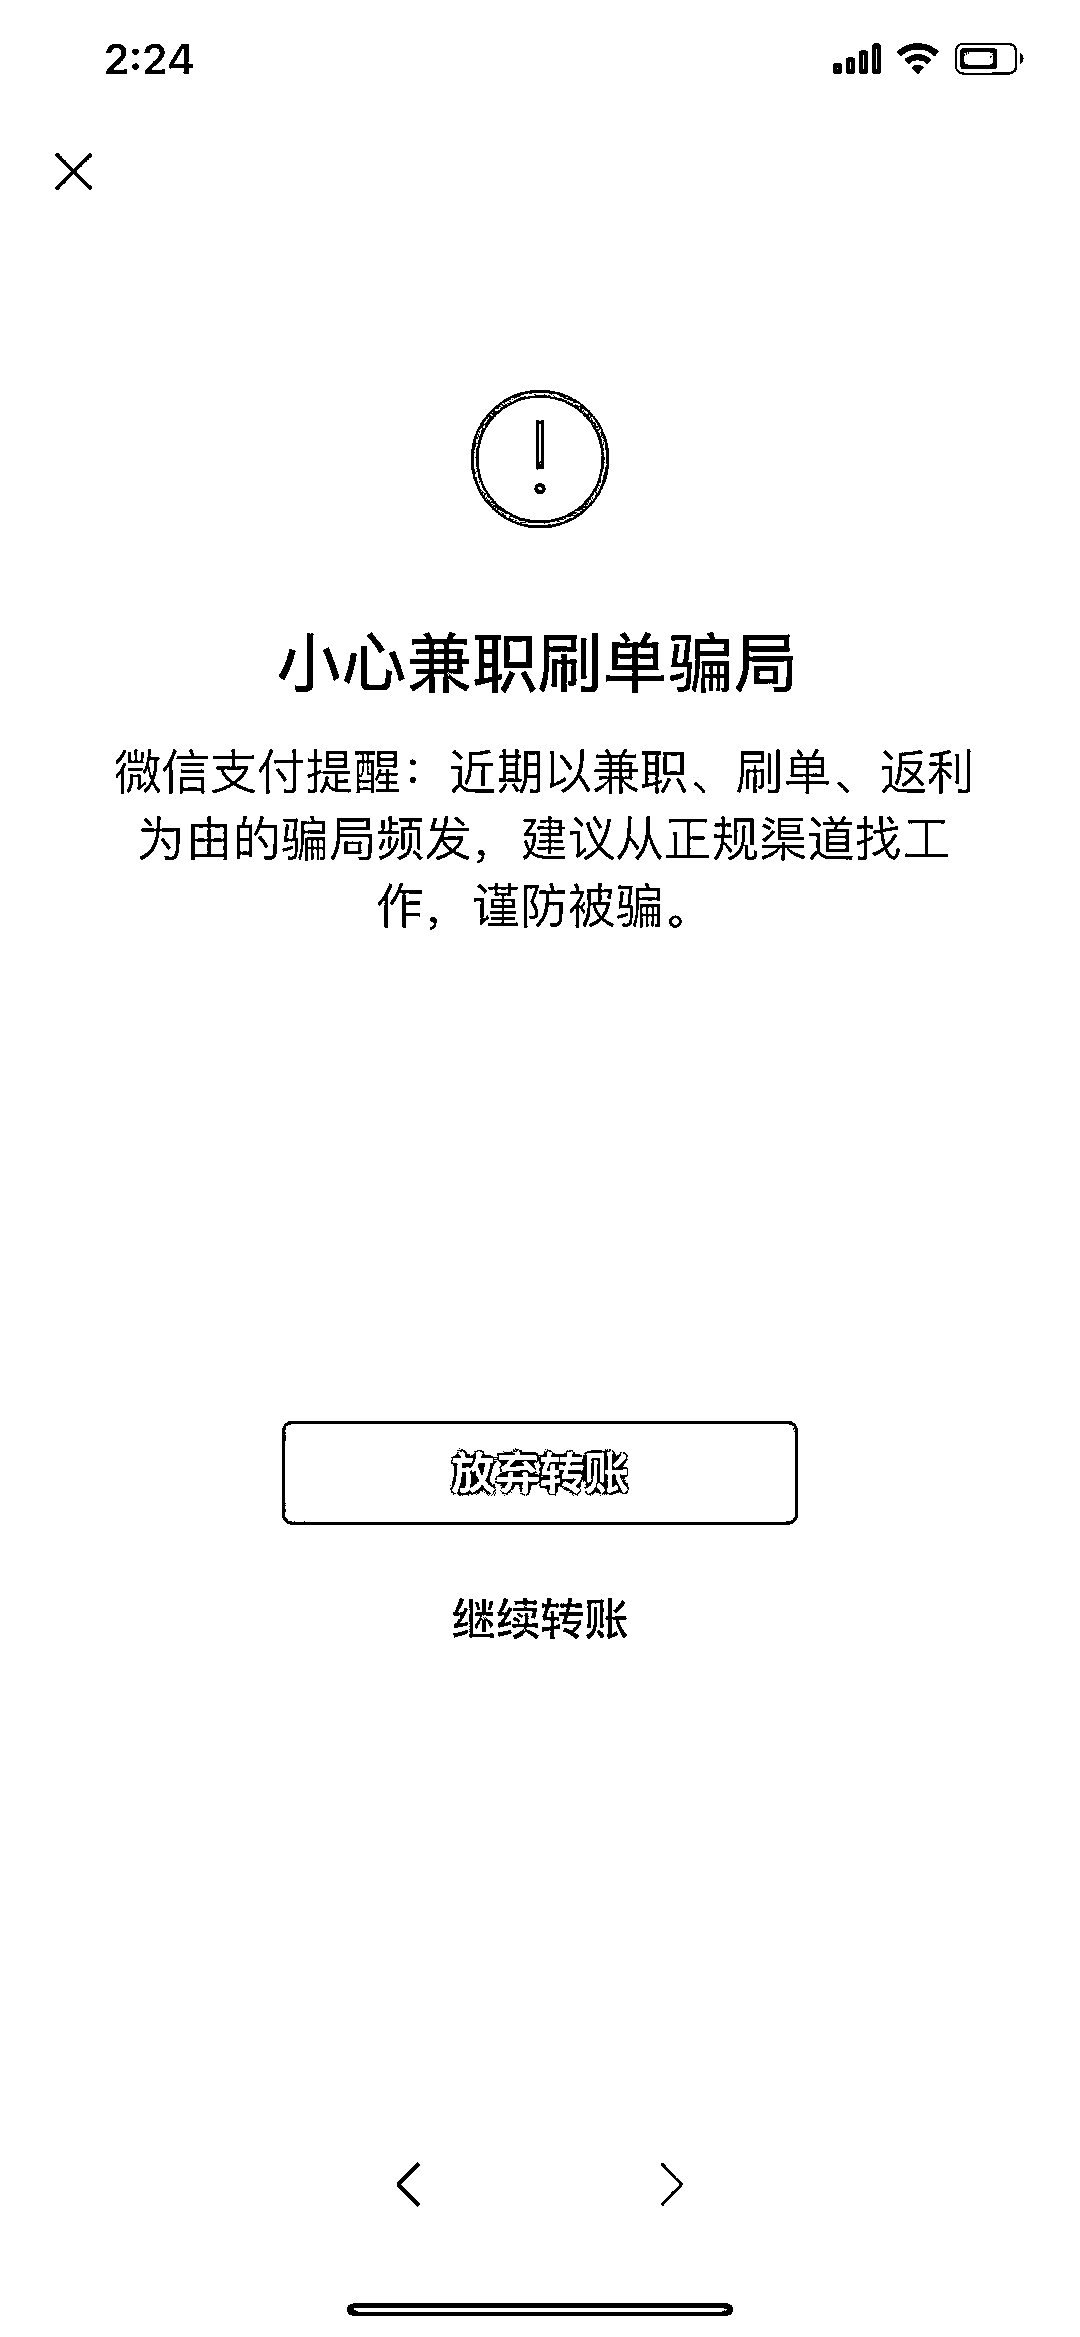 2:24
小心兼职刷单骗局
微信支付提醒：近期以兼职、刷单、返利
为由的骗局频发，建议从正规渠道找工
作，谨防被骗。
放弃转账
继续转账